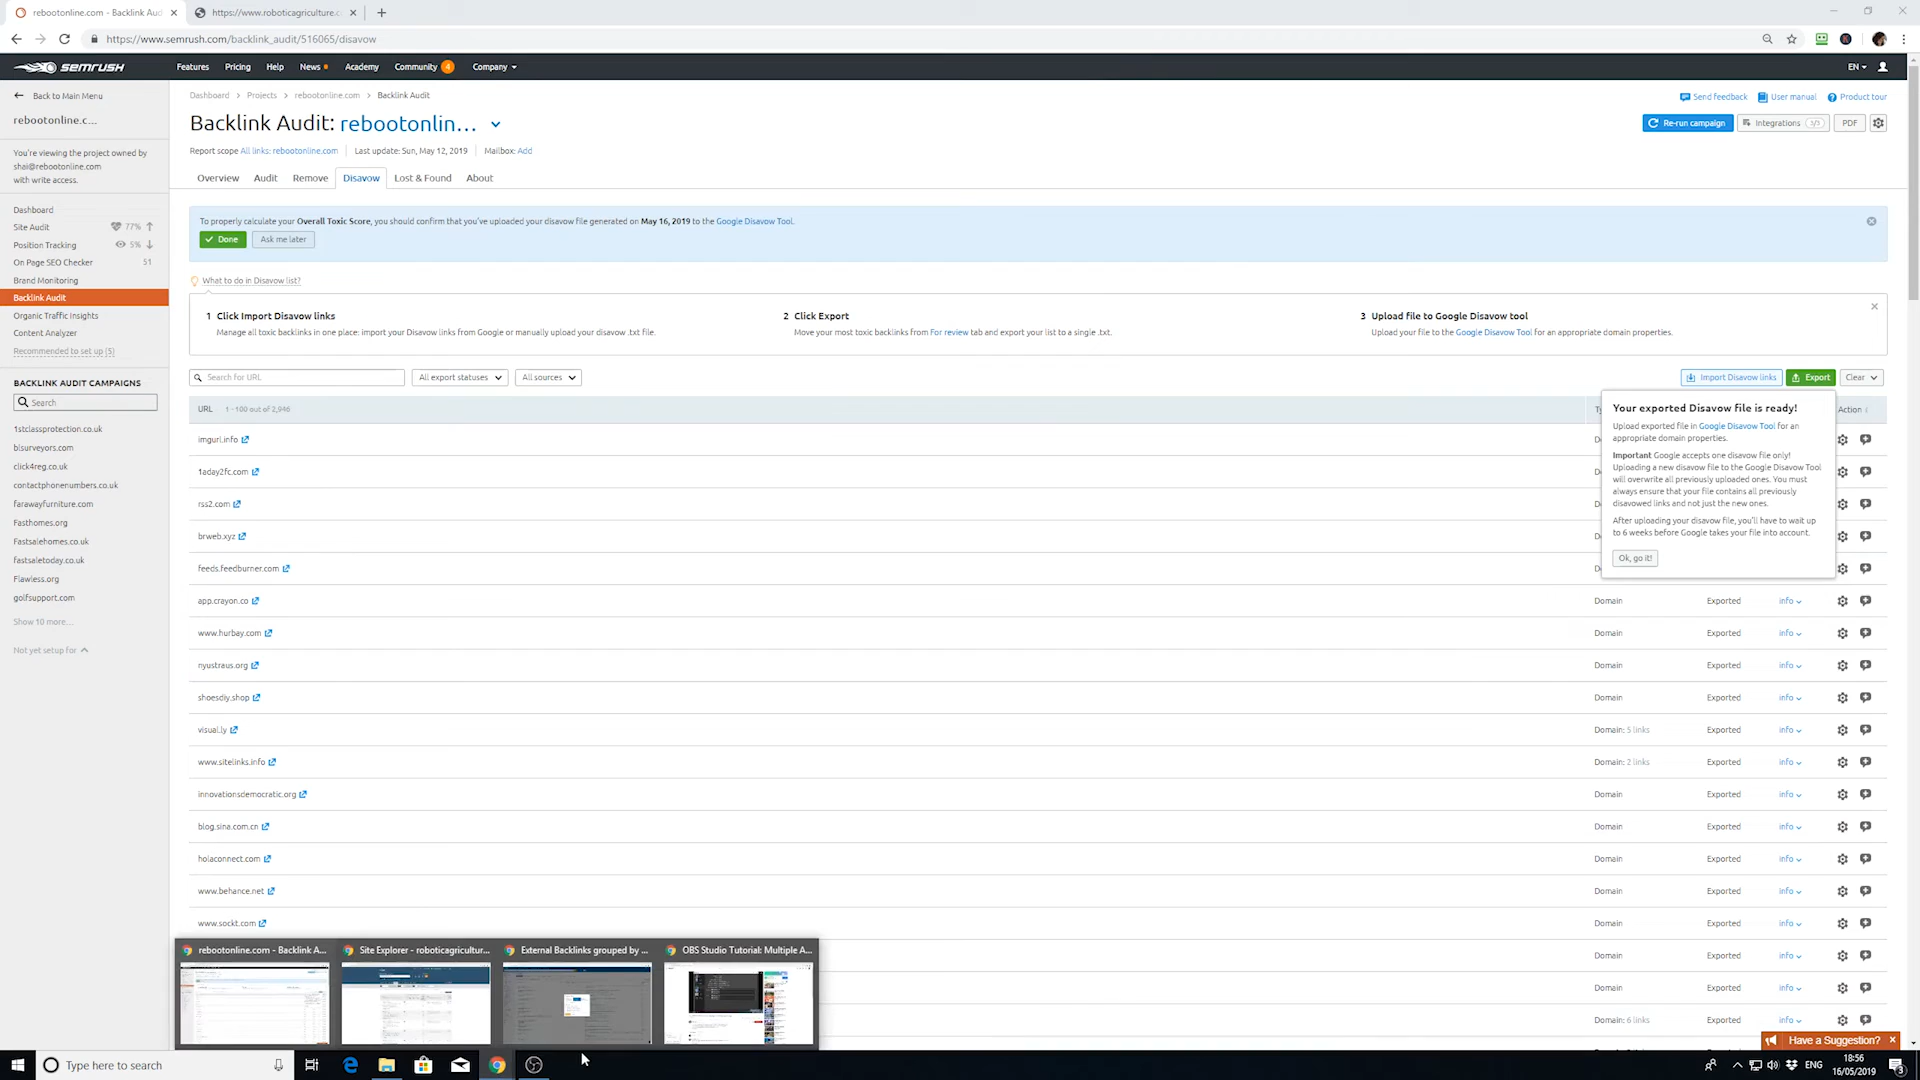 rebootonline.com - Backlink Aud
https://www.roboticagriculture.c
https://www.semrush.com/backlink_audit/516065/disavow
SEMRUSH
Features
Pricing
Help
News
Academy
Community 4
Company
EN
Back to Main Menu
rebootonline.c...
You're viewing the project owned by
shai@rebootonline.com
with write access.
Dashboard
Site Audit 77%
Position Tracking 5%
On Page SEO Checker 51
Brand Monitoring
Backlink Audit
Organic Traffic Insights
Content Analyzer
Recommended to set up (5)
BACKLINK AUDIT CAMPAIGNS
Search
1stclassprotection.co.uk
blsurveyors.com
click4reg.co.uk
contactphonenumbers.co.uk
farawayfurniture.com
Fasthomes.org
Fastsalehomes.co.uk
fastsaletoday.co.uk
Flawless.org
golfsupport.com
Show 10 more...
Not yet setup for
Dashboard > Projects > rebootonline.com > Backlink Audit
Send feedback
User manual
Product tour
Backlink Audit: rebootonlin...
Re-run campaign
Integrations 3/3
PDF
Report scope All links: rebootonline.com
Last update: Sun, May 12, 2019
Mailbox: Add
Overview
Audit
Remove
Disavow
Lost & Found
About
To properly calculate your Overall Toxic Score, you should confirm that you've uploaded your disavow file generated on May 16, 2019 to the Google Disavow Tool.
Done
Ask me later
What to do in Disavow list?
1 Click Import Disavow links
Manage all toxic backlinks in one place: import your Disavow links from Google or manually upload your disavow .txt file.
2 Click Export
Move your most toxic backlinks from For review tab and export your list to a single .txt.
3 Upload file to Google Disavow tool
Upload your file to the Google Disavow Tool for an appropriate domain properties.
Search for URL
All export statuses
All sources
Import Disavow links
Export
Clear
URL 1 - 100 out of 2,946
Action
Your exported Disavow file is ready!
Upload exported file in Google Disavow Tool for an
appropriate domain properties.
Important Google accepts one disavow file only!
Uploading a new disavow file to the Google Disavow Tool
will overwrite all previously uploaded ones. You must
always ensure that your file contains all previously
disavowed links and not just the new ones.
After uploading your disavow file, you'll have to wait up
to 6 weeks before Google takes your file into account.
Ok, go it!
imgurl.info
1aday2fc.com
rss2.com
brweb.xyz
feeds.feedburner.com
app.crayon.co Domain Exported info
www.hurbay.com Domain Exported info
nyustraus.org Domain Exported info
shoesdiy.shop Domain Exported info
visual.ly Domain: 5 links Exported info
www.sitelinks.info Domain: 2 links Exported info
innovationsdemocratic.org Domain Exported info
blog.sina.com.cn Domain Exported info
holaconnect.com Domain Exported info
www.behance.net Domain Exported info
www.sockt.com Domain Exported info
Domain Exported info
Domain Exported info
Domain: 6 links Exported info
rebootonline.com - Backlink A...
Site Explorer - roboticagricultur...
External Backlinks grouped by ...
OBS Studio Tutorial: Multiple A...
Have a Suggestion?
Type here to search
ENG
18:56
16/05/2019
3